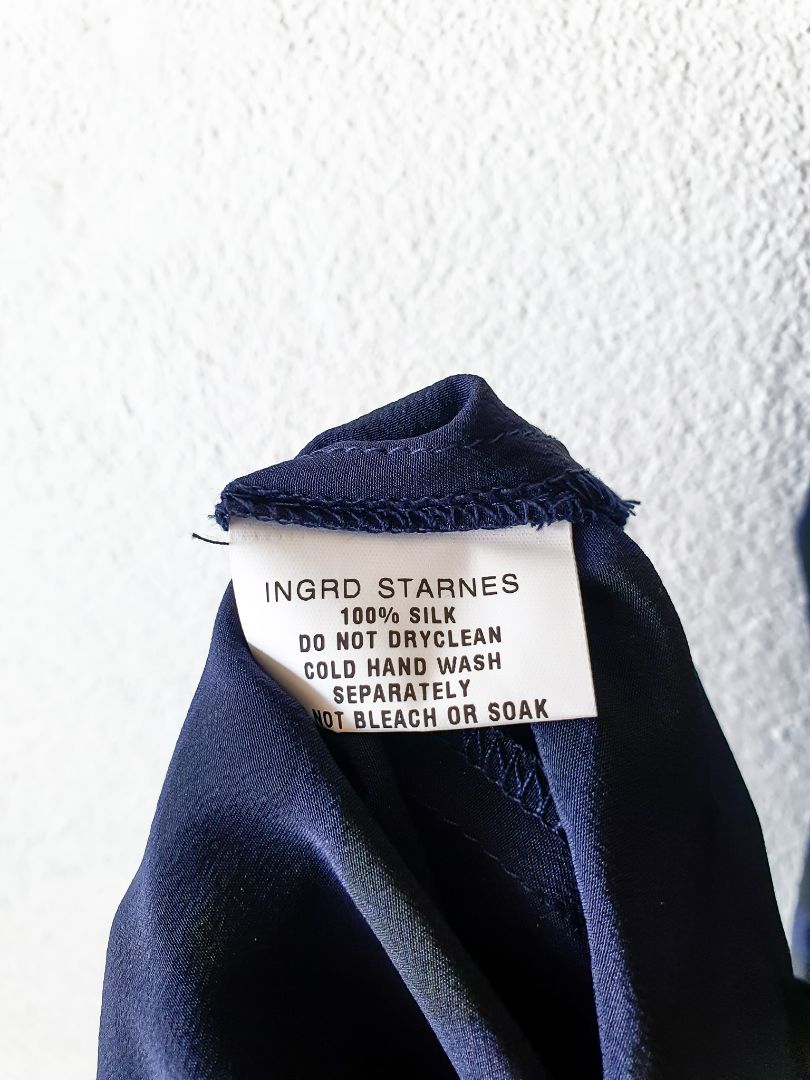 INGRD STARNES
100% SILK
DO NOT DRYCLEAN
COLD HAND WASH
SEPARATELY
NOT BLEACH OR SOAK